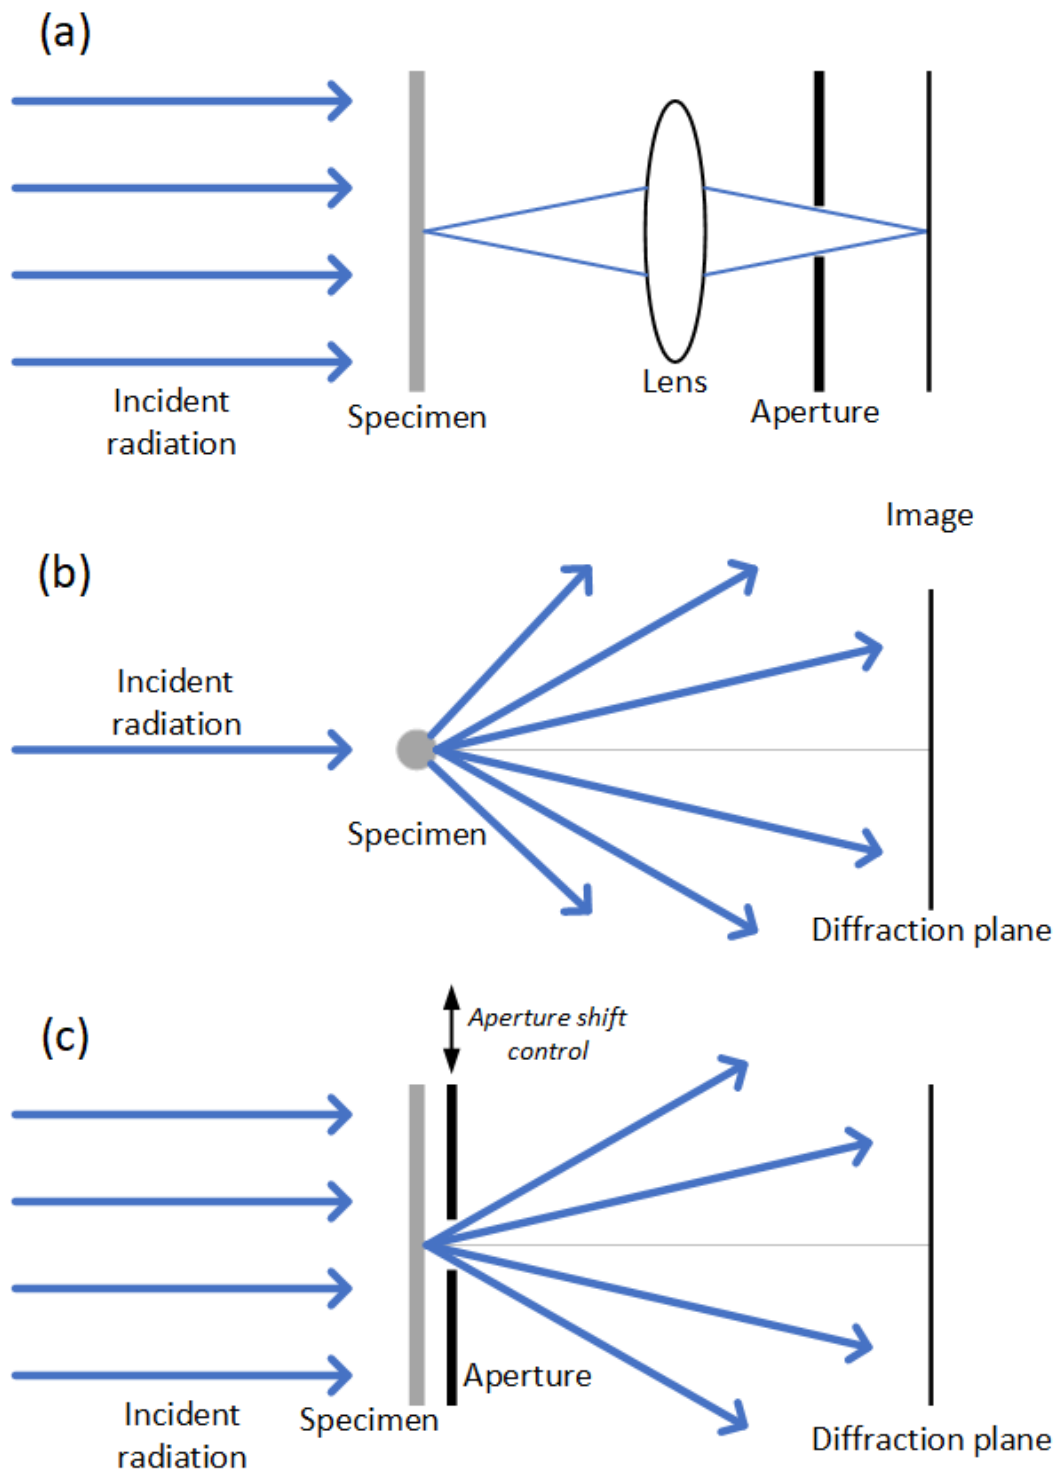 (a)
Incident
radiation
Specimen
Lens
Aperture
Image
(b)
Incident
radiation
Specimen
Diffraction plane
(c)
Aperture shift
control
Incident
radiation
Specimen
Aperture
Diffraction plane